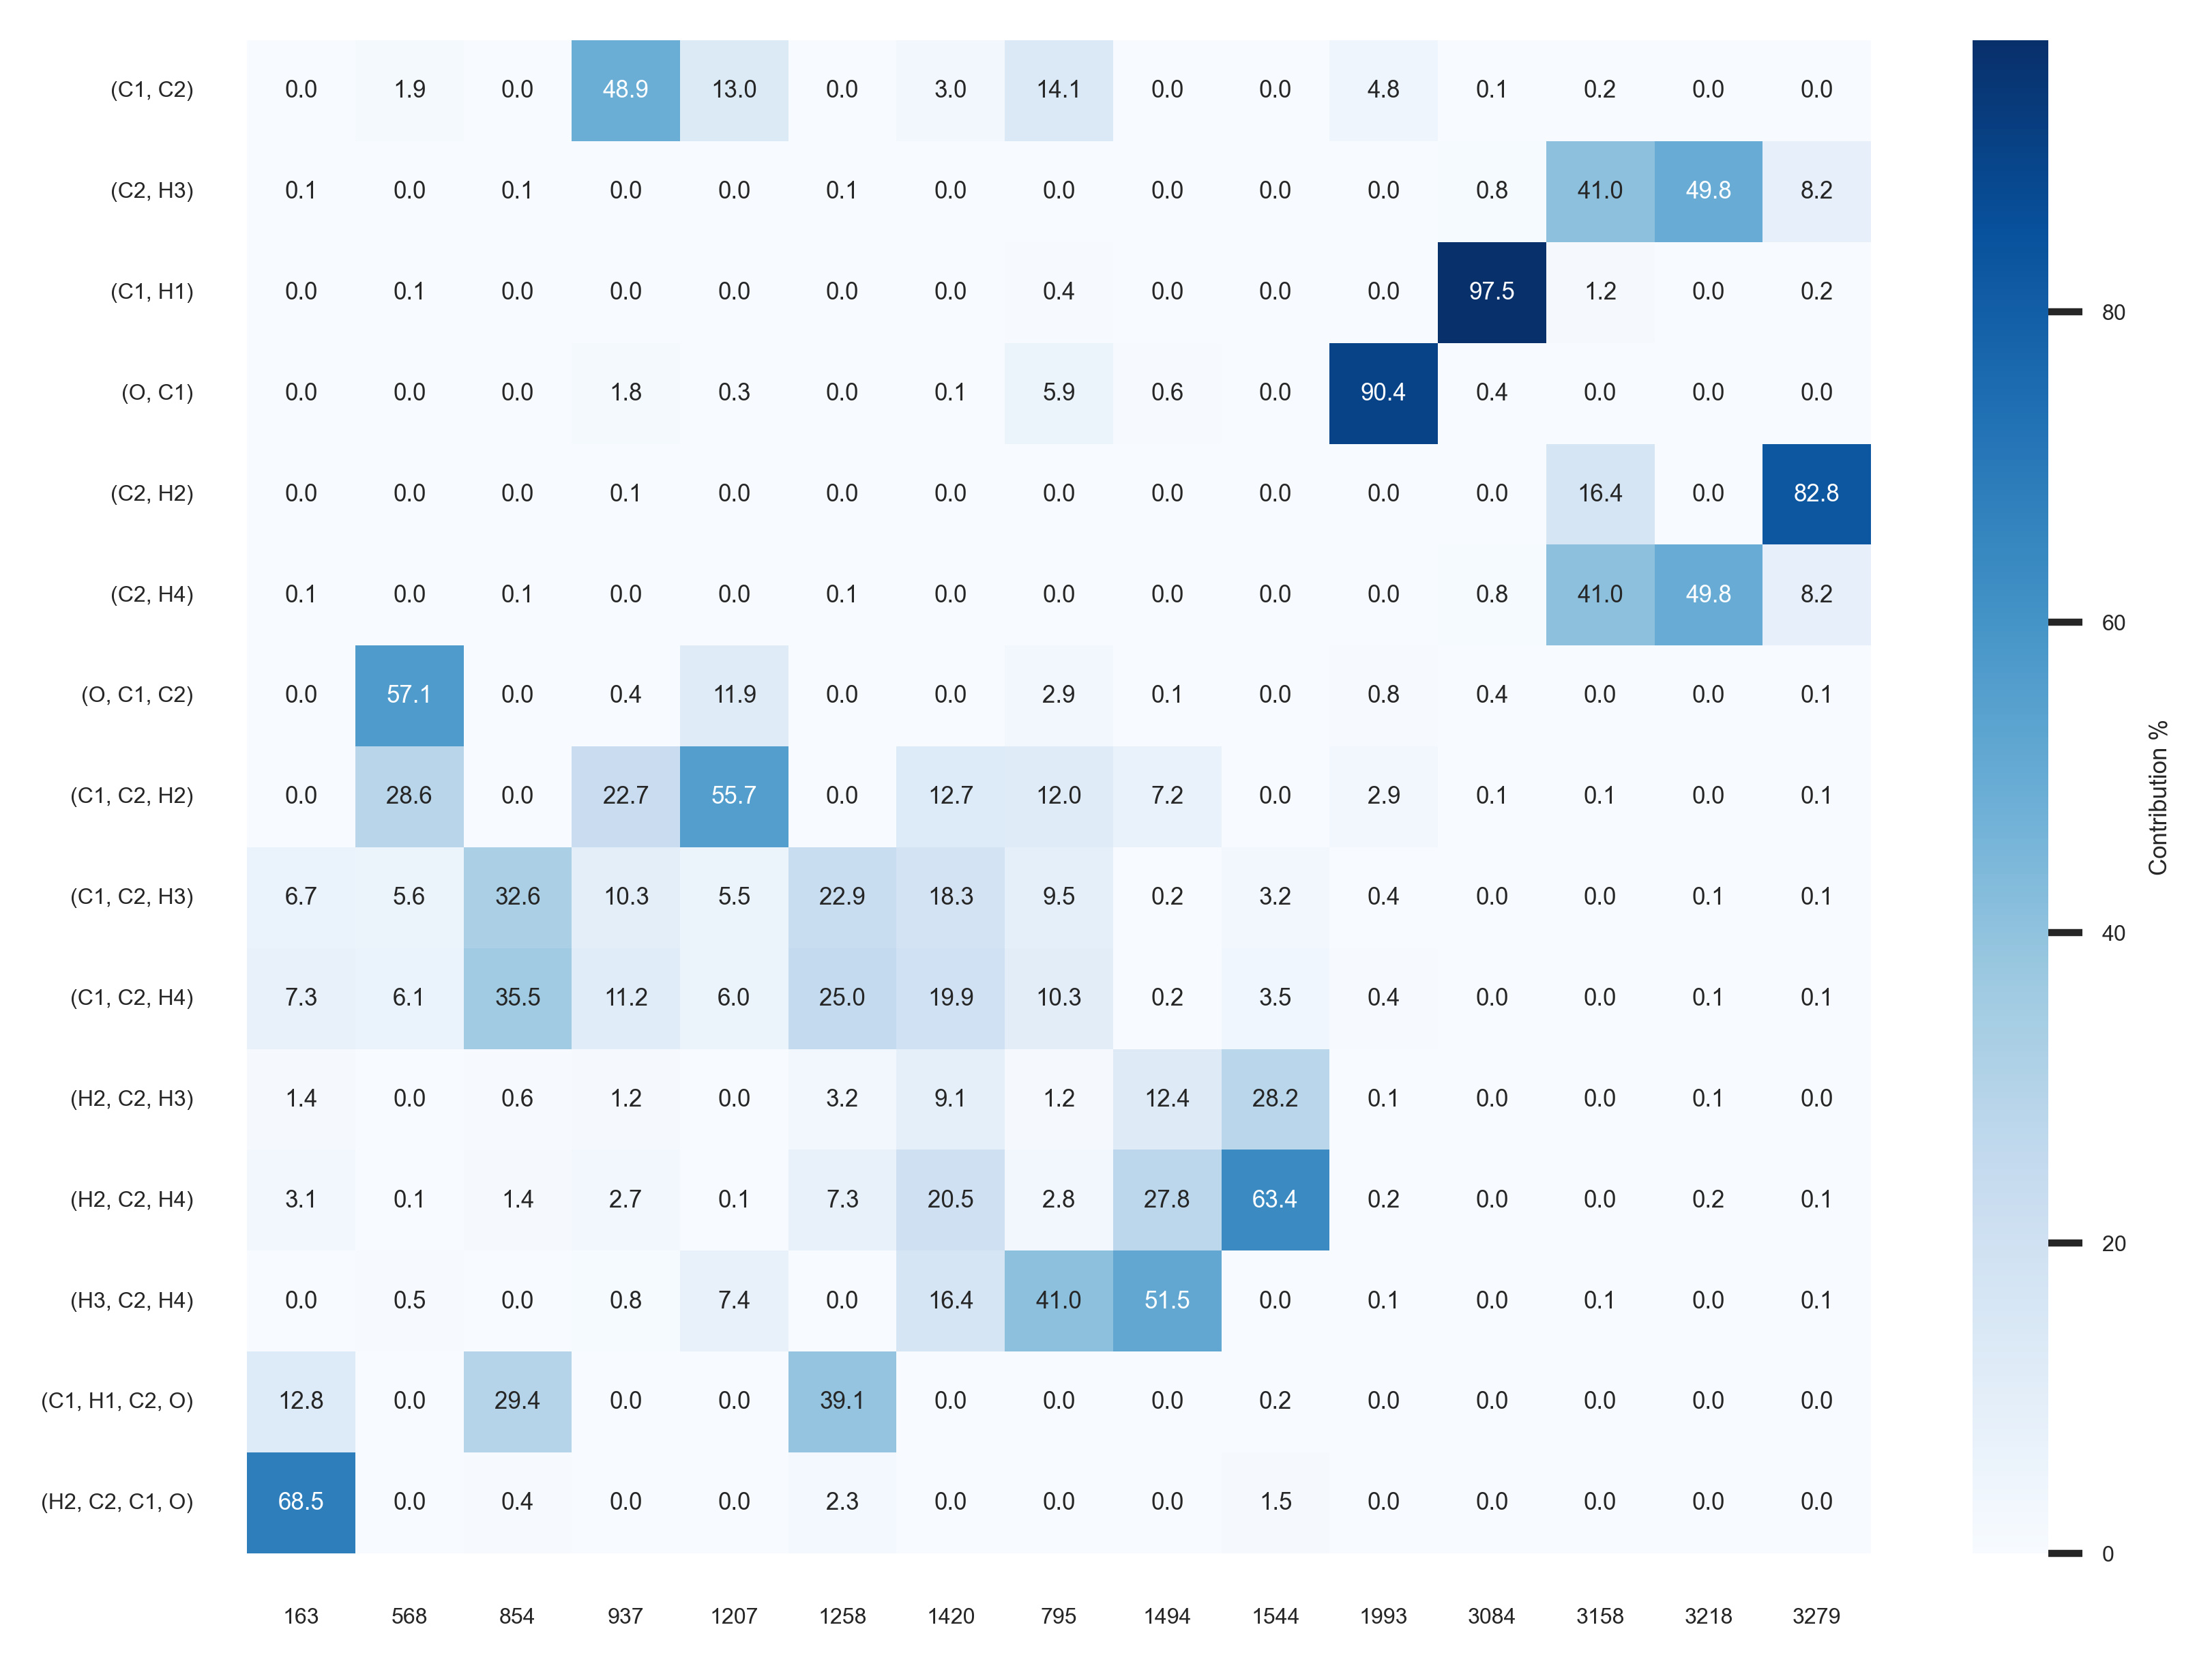 (C1, C2) 0.0 1.9 0.0 48.9 13.0 0.0 3.0 14.1 0.0 0.0 4.8 0.1 0.2 0.0 0.0
(C2, H3) 0.1 0.0 0.1 0.0 0.0 0.1 0.0 0.0 0.0 0.0 0.0 0.8 41.0 49.8 8.2
(C1, H1) 0.0 0.1 0.0 0.0 0.0 0.0 0.0 0.4 0.0 0.0 0.0 97.5 1.2 0.0 0.2
80
(O, C1) 0.0 0.0 0.0 1.8 0.3 0.0 0.1 5.9 0.6 0.0 90.4 0.4 0.0 0.0 0.0
(C2, H2) 0.0 0.0 0.0 0.1 0.0 0.0 0.0 0.0 0.0 0.0 0.0 0.0 16.4 0.0 82.8
(C2, H4) 0.1 0.0 0.1 0.0 0.0 0.1 0.0 0.0 0.0 0.0 0.0 0.8 41.0 49.8 8.2
60
(O, C1, C2) 0.0 57.1 0.0 0.4 11.9 0.0 0.0 2.9 0.1 0.0 0.8 0.4 0.0 0.0 0.1
(C1, C2, H2) 0.0 28.6 0.0 22.7 55.7 0.0 12.7 12.0 7.2 0.0 2.9 0.1 0.1 0.0 0.1
Contribution %
(C1, C2, H3) 6.7 5.6 32.6 10.3 5.5 22.9 18.3 9.5 0.2 3.2 0.4 0.0 0.0 0.1 0.1
40
(C1, C2, H4) 7.3 6.1 35.5 11.2 6.0 25.0 19.9 10.3 0.2 3.5 0.4 0.0 0.0 0.1 0.1
(H2, C2, H3) 1.4 0.0 0.6 1.2 0.0 3.2 9.1 1.2 12.4 28.2 0.1 0.0 0.0 0.1 0.0
(H2, C2, H4) 3.1 0.1 1.4 2.7 0.1 7.3 20.5 2.8 27.8 63.4 0.2 0.0 0.0 0.2 0.1
20
(H3, C2, H4) 0.0 0.5 0.0 0.8 7.4 0.0 16.4 41.0 51.5 0.0 0.1 0.0 0.1 0.0 0.1
(C1, H1, C2, O) 12.8 0.0 29.4 0.0 0.0 39.1 0.0 0.0 0.0 0.2 0.0 0.0 0.0 0.0 0.0
(H2, C2, C1, O) 68.5 0.0 0.4 0.0 0.0 2.3 0.0 0.0 0.0 1.5 0.0 0.0 0.0 0.0 0.0
0
163 568 854 937 1207 1258 1420 795 1494 1544 1993 3084 3158 3218 3279